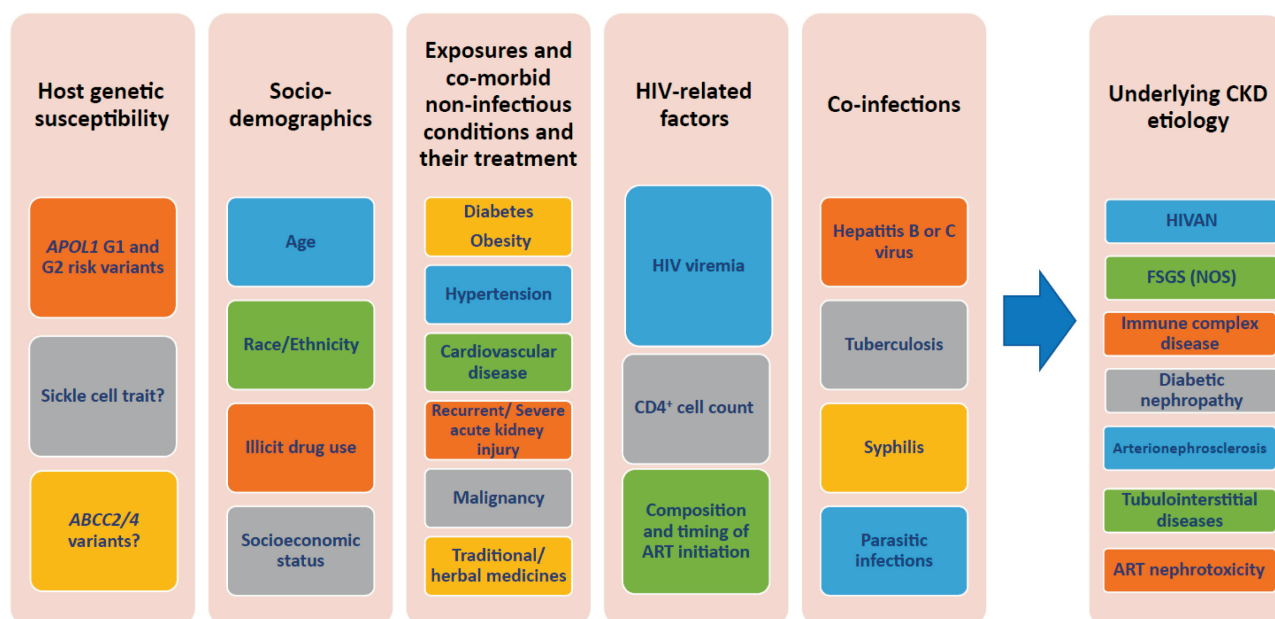 Host genetic
susceptibility
APOL1 G1 and
G2 risk variants
Sickle cell trait?
ABCC2/4
variants?
Socio-
demographics
Age
Race/Ethnicity
Illicit drug use
Socioeconomic
status
Exposures and
co-morbid
non-infectious
conditions and
their treatment
Diabetes
Obesity
Hypertension
Cardiovascular
disease
Recurrent/ Severe
acute kidney
injury
Malignancy
Traditional/
herbal medicines
HIV-related
factors
HIV viremia
CD4⁺ cell count
Composition
and timing of
ART initiation
Co-infections
Hepatitis B or C
virus
Tuberculosis
Syphilis
Parasitic
infections
Underlying CKD
etiology
HIVAN
FSGS (NOS)
Immune complex
disease
Diabetic
nephropathy
Arterionephrosclerosis
Tubulointerstitial
diseases
ART nephrotoxicity